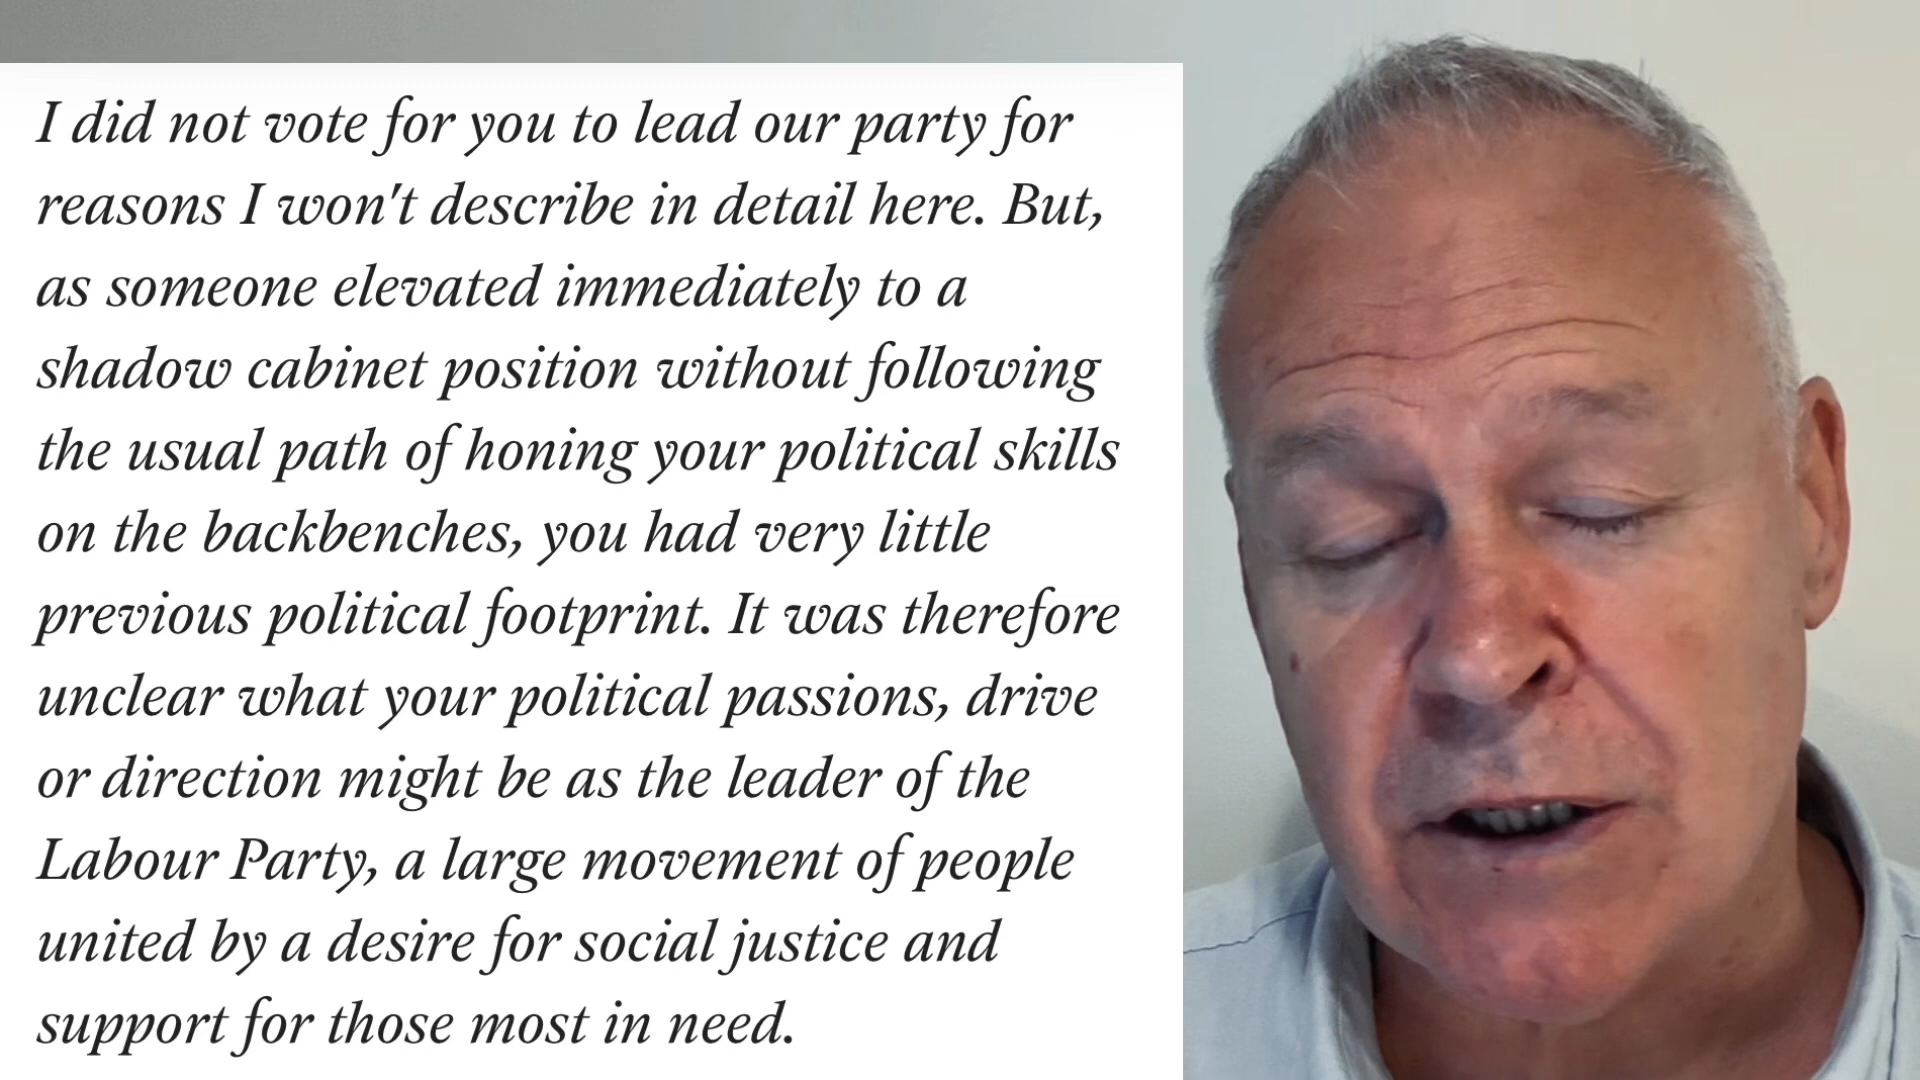 I did not vote for you to lead our party for
reasons I won't describe in detail here. But,
as someone elevated immediately to a
shadow cabinet position without following
the usual path of honing your political skills
on the backbenches, you had very little
previous political footprint. It was therefore
unclear what your political passions, drive
or direction might be as the leader of the
Labour Party, a large movement of people
united by a desire for social justice and
support for those most in need.